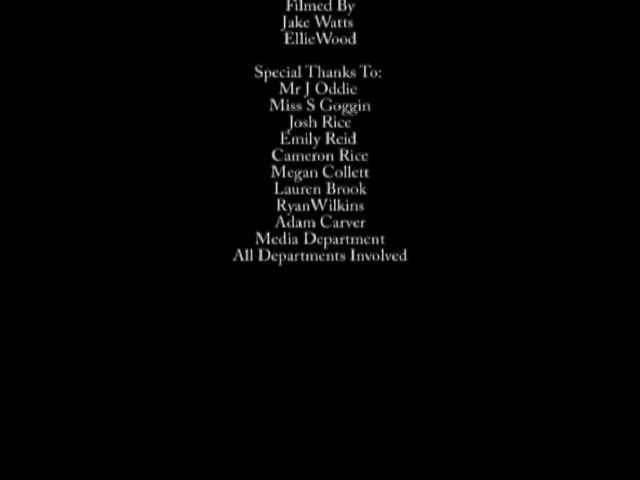 Filmed By
Jake Watts
EllieWood
Special Thanks To:
Mr J Oddie
Miss S Goggin
Josh Rice
Emily Reid
Cameron Rice
Megan Collett
Lauren Brook
RyanWilkins
Adam Carver
Media Department
All Departments Involved